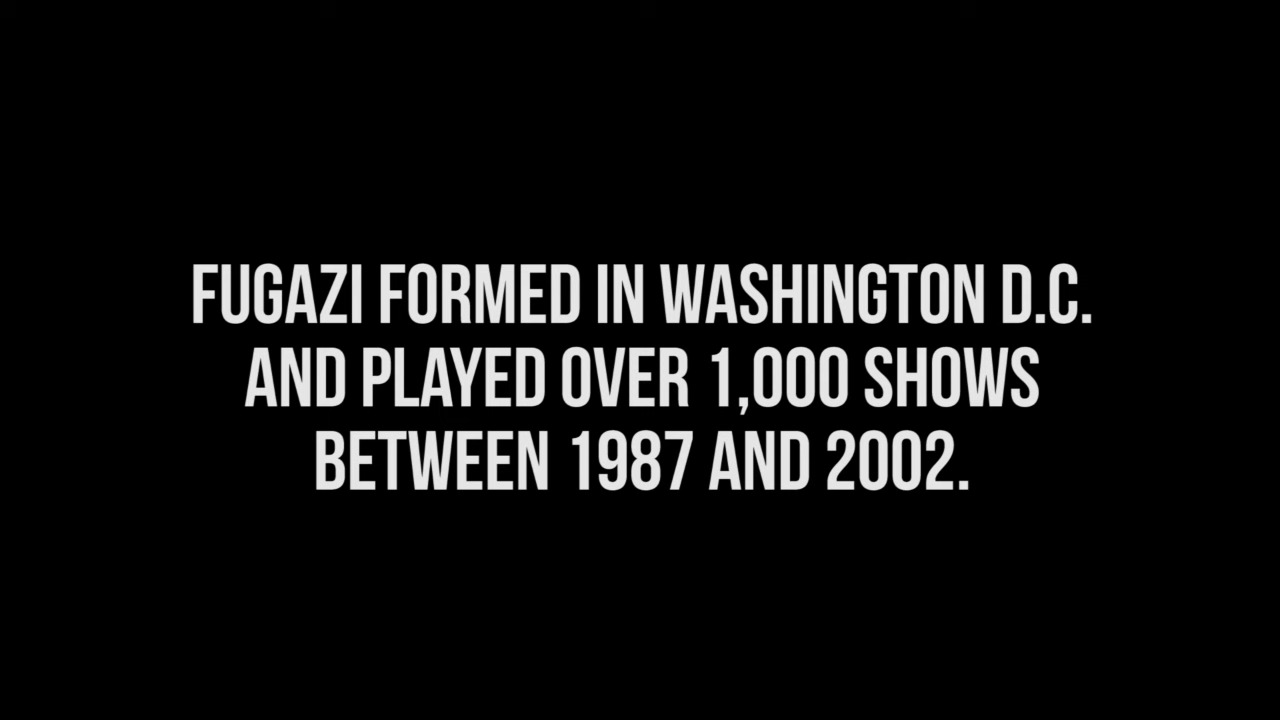 FUGAZI FORMED IN WASHINGTON D.C.
AND PLAYED OVER 1,000 SHOWS
BETWEEN 1987 AND 2002.